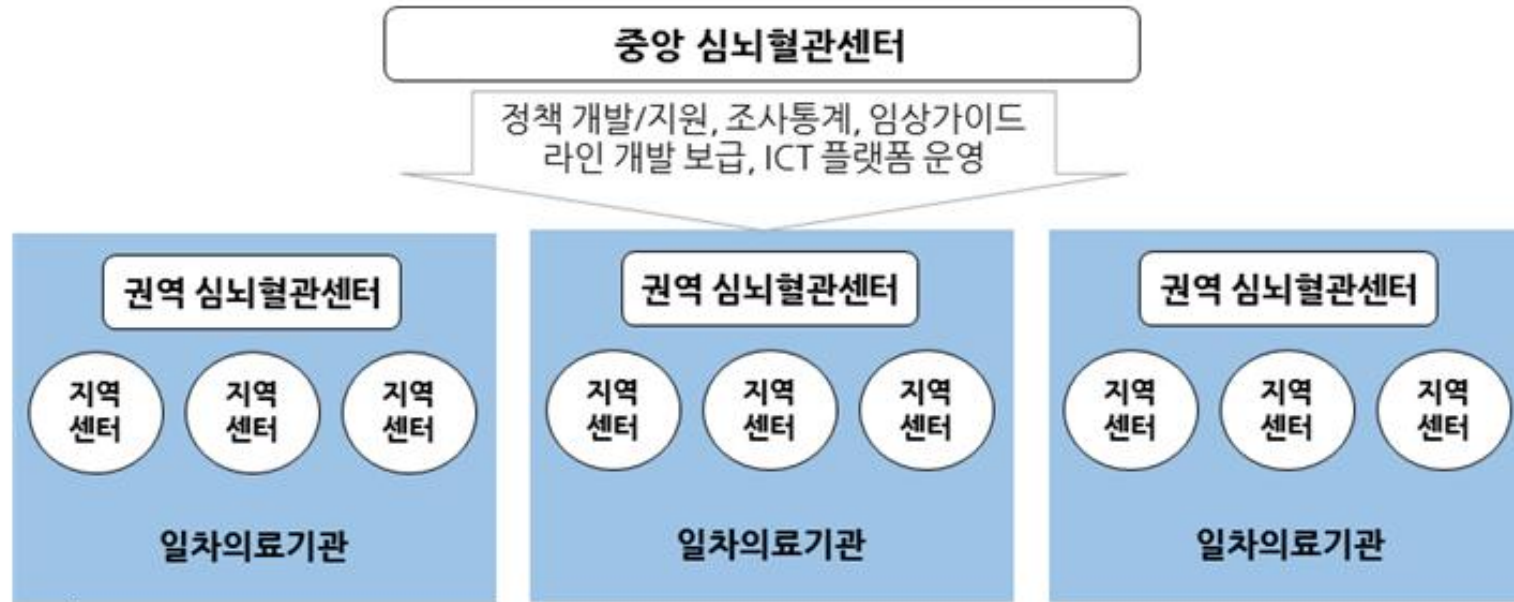 중앙 심뇌혈관센터
정책 개발/지원, 조사통계, 임상가이드
라인 개발 보급, ICT 플랫폼 운영
권역 심뇌혈관센터
지역
센터
지역
센터
지역
센터
일차의료기관
권역 심뇌혈관센터
지역
센터
지역
센터
지역
센터
일차의료기관
권역 심뇌혈관센터
지역
센터
지역
센터
지역
센터
일차의료기관